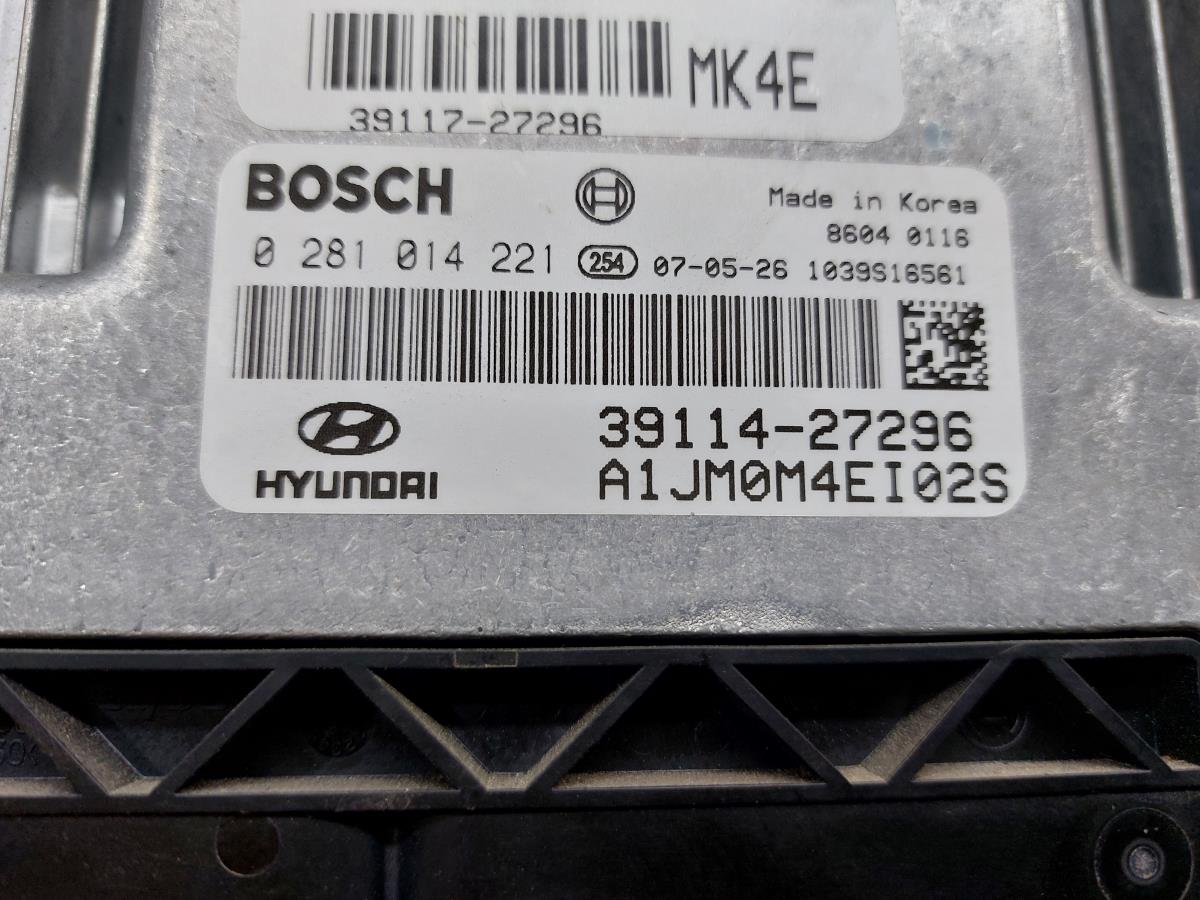 MK4E
39117-27296
BOSCH
Made in Korea
8604 0116
0 281 014 221 254 07-05-26 1039S16561
39114-27296
HYUNDAI
A1JM0M4EI02S